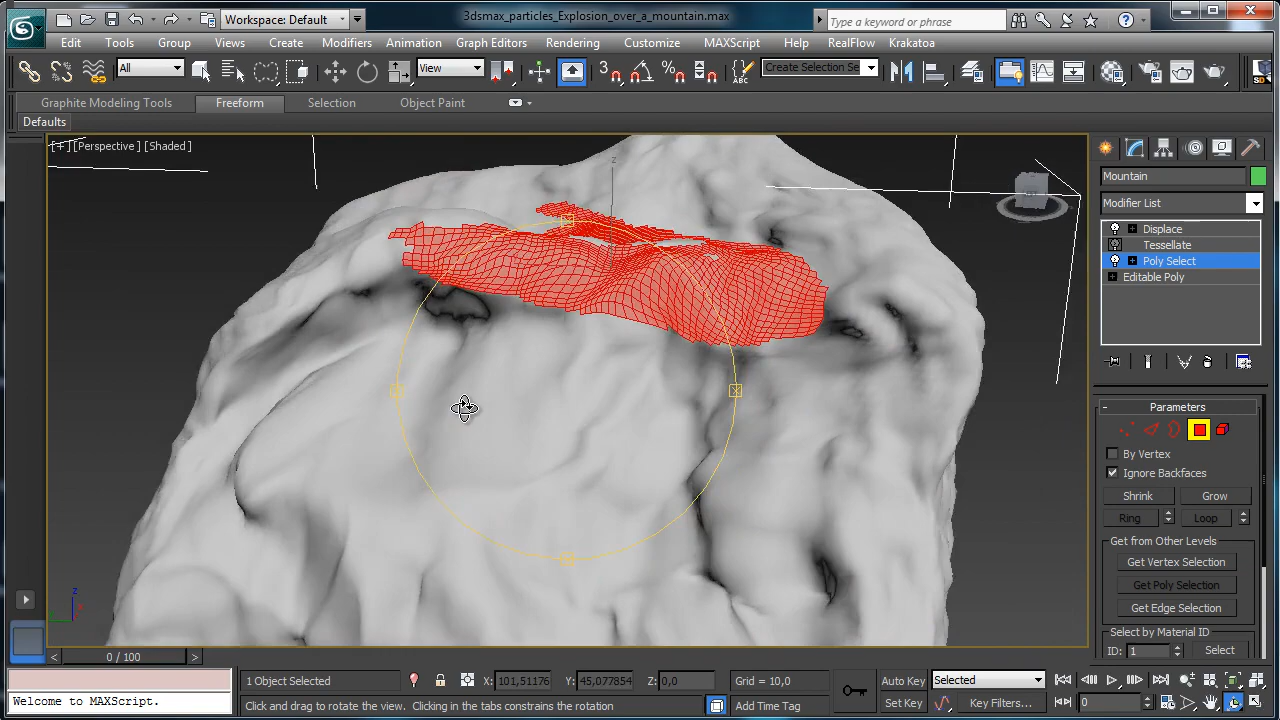 Workspace: Default
3dsmax_particles_Explosion_over_a_mountain.max
Type a keyword or phrase
Edit Tools Group Views Create Modifiers Animation Graph Editors Rendering Customize MAXScript Help RealFlow Krakatoa
All View 3 ABC Create Selection Se SD
Graphite Modeling Tools Freeform Selection Object Paint
Defaults
[+][Perspective][Shaded]
z
Mountain
Modifier List
Displace
Tessellate
Poly Select
Editable Poly
- Parameters
By Vertex
Ignore Backfaces
Shrink Grow
Ring Loop
Get from Other Levels
Get Vertex Selection
Get Poly Selection
Get Edge Selection
Select by Material ID
ID: 1 Select
z
< 0 / 100 >
1 Object Selected X: 101,51176 Y: 45,077854 Z: 0,0 Grid = 10,0 Auto Key Selected
Welcome to MAXScript. Click and drag to rotate the view. Clicking in the tabs constrains the rotation Add Time Tag Set Key Key Filters... 0